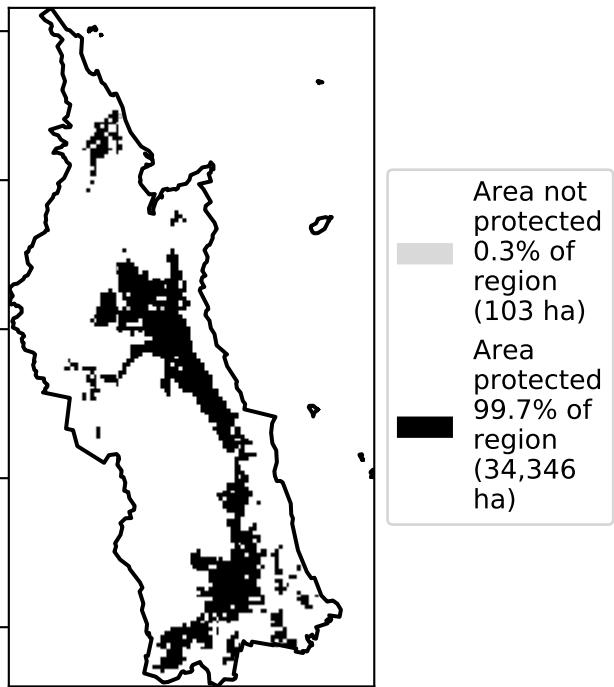 Area not
protected
0.3% of
region
(103 ha)
Area
protected
99.7% of
region
(34,346
ha)